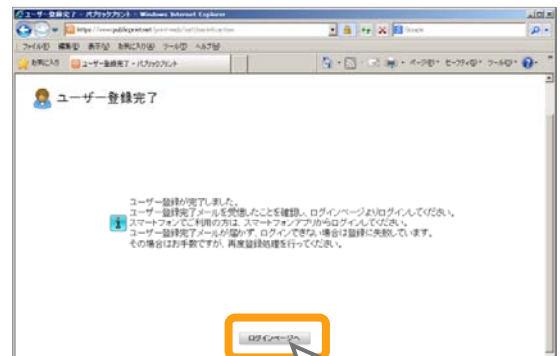 ユーザー登録完了 - パブリックプリント - Windows Internet Explorer
ファイル(F) 編集(E) 表示(V) お気に入り(A) ツール(T) ヘルプ(H)
お気に入り ユーザー登録完了 - パブリックプリント ページ(P) セーフティ(S) ツール(O)
ユーザー登録完了
ユーザー登録が完了しました。
ユーザー登録完了メールを受信したことを確認し、ログインページよりログインしてください。
スマートフォンでご利用の方は、スマートフォンアプリからログインしてください。
ユーザー登録完了メールが届かず、ログインできない場合は登録に失敗しています。
その場合はお手数ですが、再度登録処理を行ってください。
ログインページへ